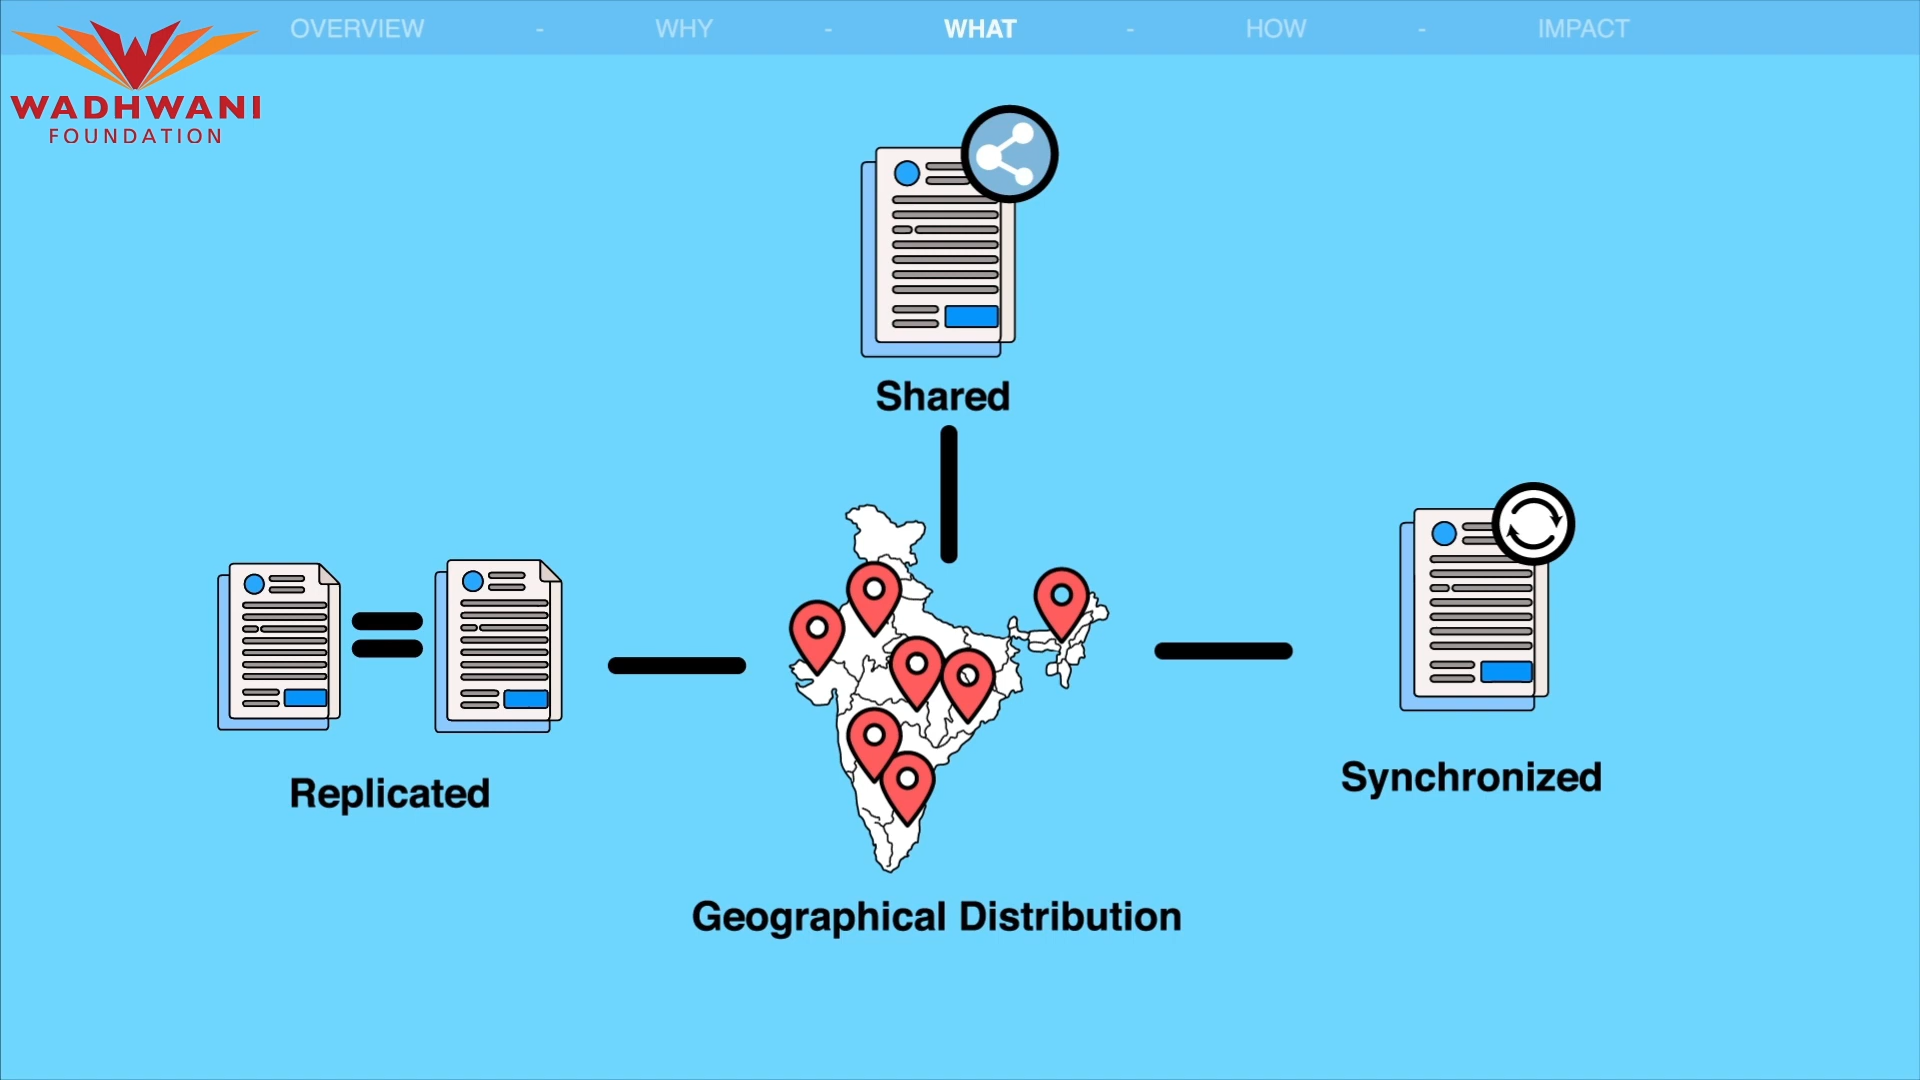 OVERVIEW - WHY - WHAT - HOW - IMPACT
WADHWANI
FOUNDATION
Shared
Replicated
Synchronized
Geographical Distribution